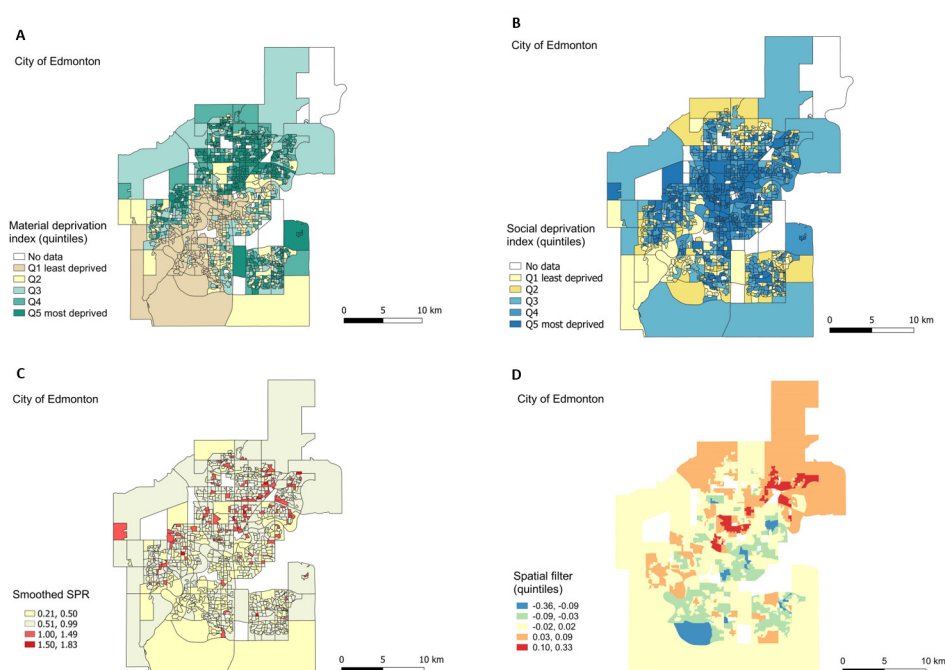 A
City of Edmonton
Material deprivation
index (quintiles)
No data
Q1 least deprived
Q2
Q3
Q4
Q5 most deprived
0 5 10 km
B
City of Edmonton
Social deprivation
index (quintiles)
No data
Q1 least deprived
Q2
Q3
Q4
Q5 most deprived
0 5 10 km
C
City of Edmonton
Smoothed SPR
0.21, 0.50
0.51, 0.99
1.00, 1.49
1.50, 1.83
0 5 10 km
D
City of Edmonton
Spatial filter
(quintiles)
-0.36, -0.09
-0.09, -0.03
-0.02, 0.02
0.03, 0.09
0.10, 0.33
0 5 10 km